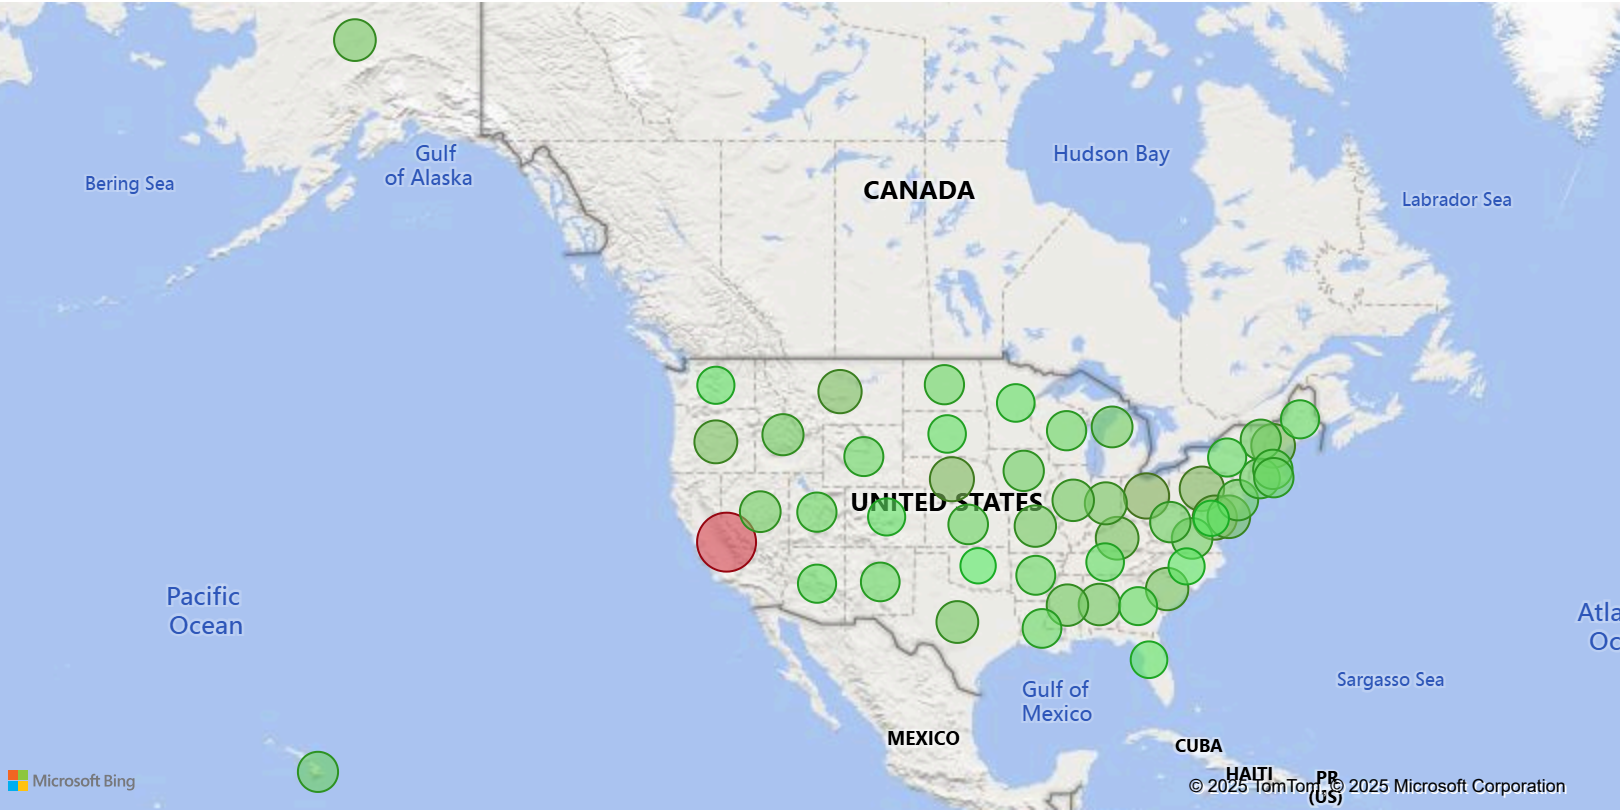 Gulf
of Alaska
Hudson Bay
Bering Sea
CANADA
Labrador Sea
UNITED STATES
Pacific
Ocean
Atla
Oc
Sargasso Sea
Gulf of
Mexico
MEXICO
CUBA
HAITI
PR
(US)
Microsoft Bing
© 2025 TomTom, © 2025 Microsoft Corporation